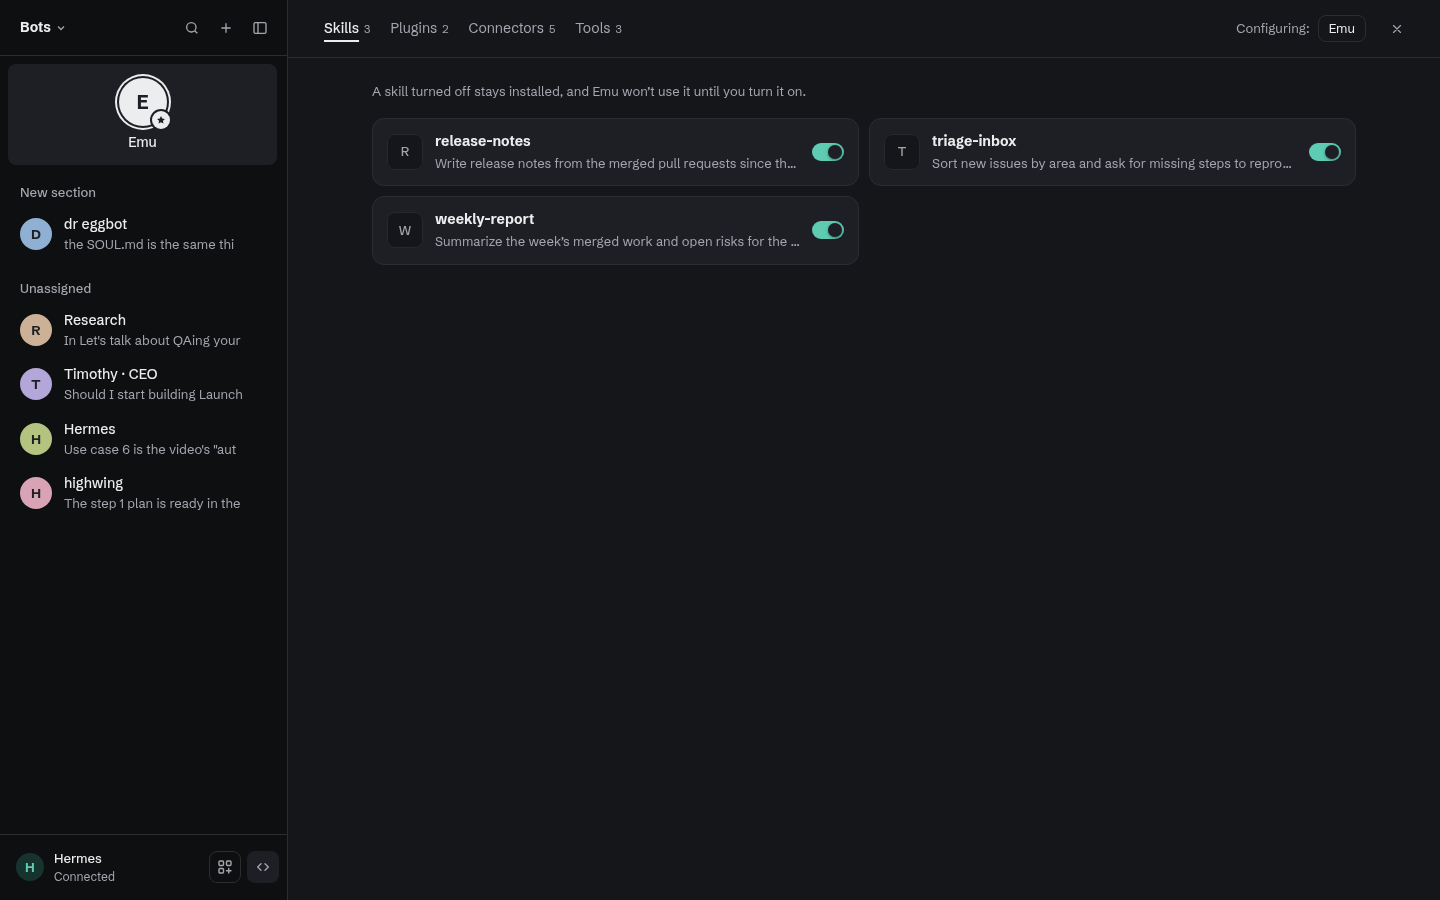 Bots
Skills 3
Plugins 2
Connectors 5
Tools 3
Configuring:
Emu
E
Emu
New section
D
dr eggbot
the SOUL.md is the same thi
Unassigned
R
Research
In Let's talk about QAing your
T
Timothy · CEO
Should I start building Launch
H
Hermes
Use case 6 is the video's "aut
H
highwing
The step 1 plan is ready in the
H
Hermes
Connected
A skill turned off stays installed, and Emu won't use it until you turn it on.
R
release-notes
Write release notes from the merged pull requests since th...
T
triage-inbox
Sort new issues by area and ask for missing steps to repro...
W
weekly-report
Summarize the week's merged work and open risks for the ...